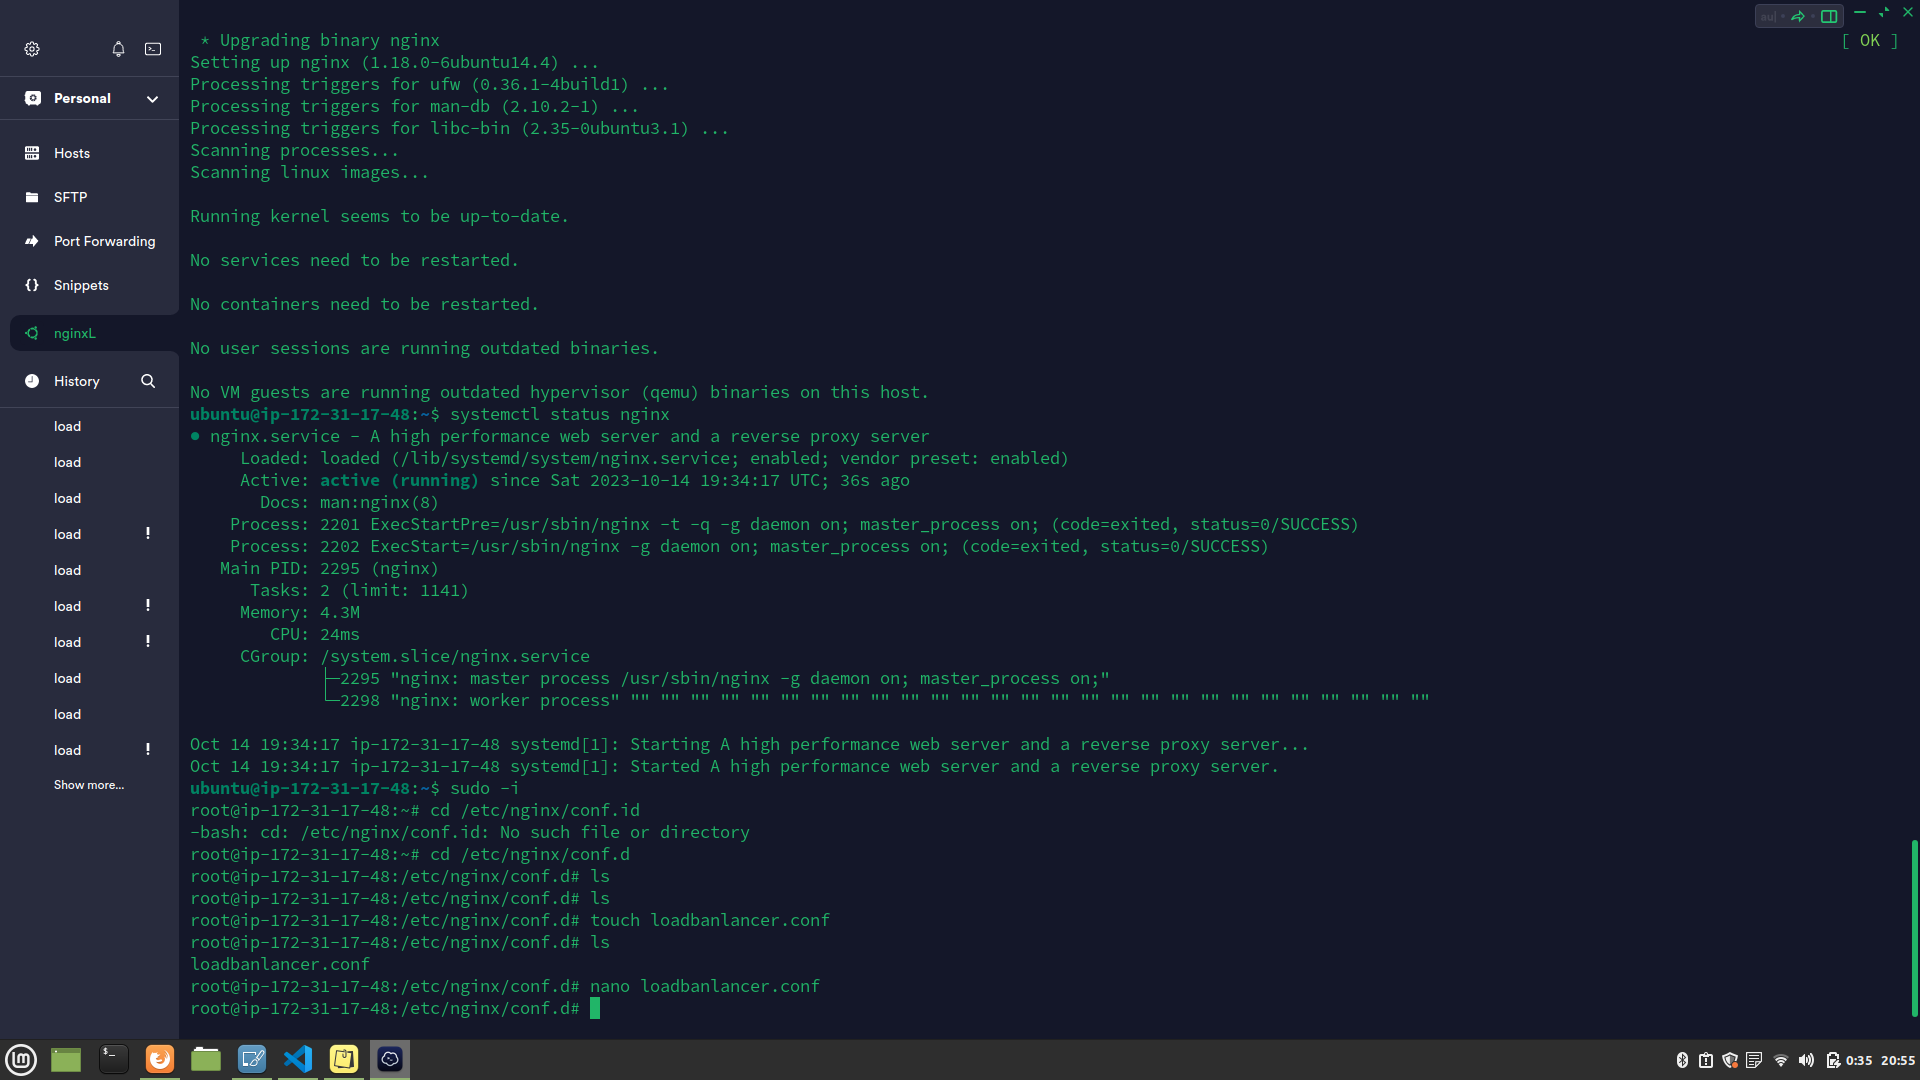 au|
* Upgrading binary nginx [ OK ]
Setting up nginx (1.18.0-6ubuntu14.4) ...
Processing triggers for ufw (0.36.1-4build1) ...
Processing triggers for man-db (2.10.2-1) ...
Processing triggers for libc-bin (2.35-0ubuntu3.1) ...
Scanning processes...
Scanning linux images...
Running kernel seems to be up-to-date.
No services need to be restarted.
No containers need to be restarted.
No user sessions are running outdated binaries.
No VM guests are running outdated hypervisor (qemu) binaries on this host.
ubuntu@ip-172-31-17-48:~$ systemctl status nginx
● nginx.service - A high performance web server and a reverse proxy server
Loaded: loaded (/lib/systemd/system/nginx.service; enabled; vendor preset: enabled)
Active: active (running) since Sat 2023-10-14 19:34:17 UTC; 36s ago
Docs: man:nginx(8)
Process: 2201 ExecStartPre=/usr/sbin/nginx -t -q -g daemon on; master_process on; (code=exited, status=0/SUCCESS)
Process: 2202 ExecStart=/usr/sbin/nginx -g daemon on; master_process on; (code=exited, status=0/SUCCESS)
Main PID: 2295 (nginx)
Tasks: 2 (limit: 1141)
Memory: 4.3M
CPU: 24ms
CGroup: /system.slice/nginx.service
├─2295 "nginx: master process /usr/sbin/nginx -g daemon on; master_process on;"
└─2298 "nginx: worker process" "" "" "" "" "" "" "" "" "" "" "" "" "" "" "" "" "" "" "" "" "" "" "" "" "" "" ""
Oct 14 19:34:17 ip-172-31-17-48 systemd[1]: Starting A high performance web server and a reverse proxy server...
Oct 14 19:34:17 ip-172-31-17-48 systemd[1]: Started A high performance web server and a reverse proxy server.
ubuntu@ip-172-31-17-48:~$ sudo -i
root@ip-172-31-17-48:~# cd /etc/nginx/conf.id
-bash: cd: /etc/nginx/conf.id: No such file or directory
root@ip-172-31-17-48:~# cd /etc/nginx/conf.d
root@ip-172-31-17-48:/etc/nginx/conf.d# ls
root@ip-172-31-17-48:/etc/nginx/conf.d# ls
root@ip-172-31-17-48:/etc/nginx/conf.d# touch loadbanlancer.conf
root@ip-172-31-17-48:/etc/nginx/conf.d# ls
loadbanlancer.conf
root@ip-172-31-17-48:/etc/nginx/conf.d# nano loadbanlancer.conf
root@ip-172-31-17-48:/etc/nginx/conf.d#
Personal
Hosts
SFTP
Port Forwarding
Snippets
nginxL
History
load
load
load
load !
load
load !
load !
load
load
load !
Show more...
0:35 20:55